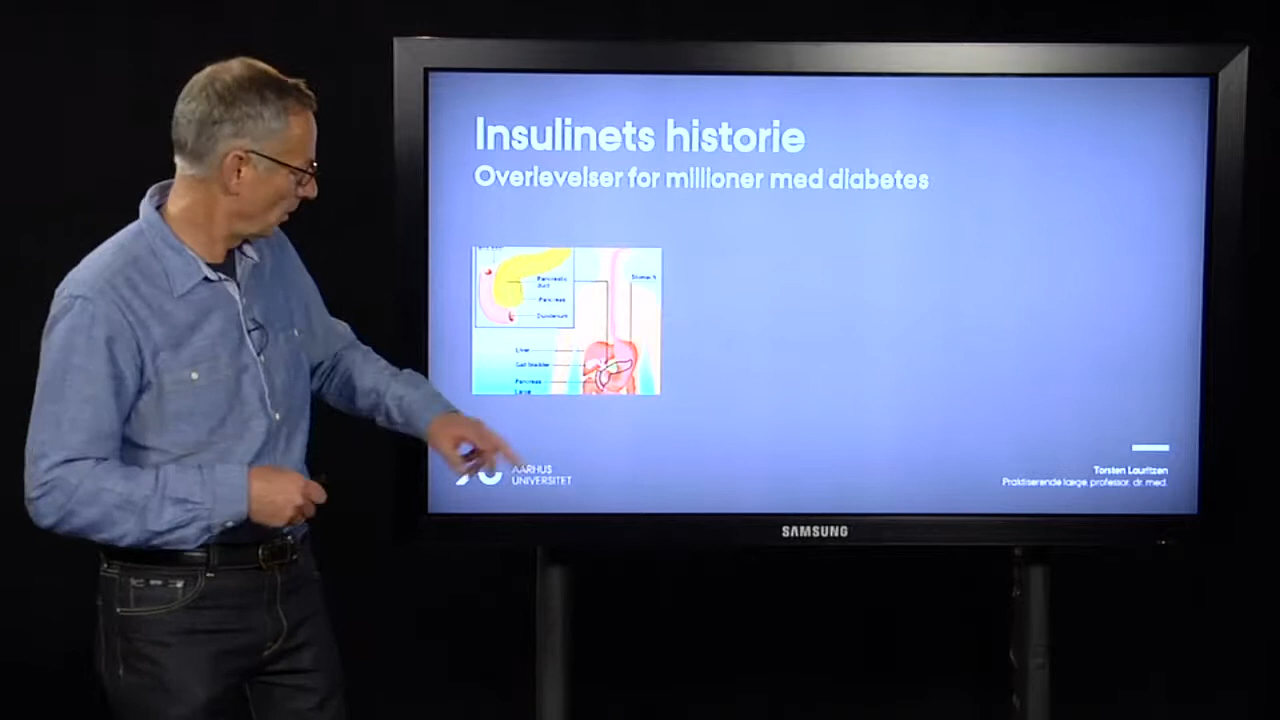 Insulinets historie
Overlevelser for millioner med diabetes
Pancreatic
duct
Stomach
Pancreas
Duodenum
Liver
Gall bladder
Pancreas
Large
AARHUS
UNIVERSITET
Torsten Lauritzen
Praktiserende læge, professor, dr. med.
SAMSUNG